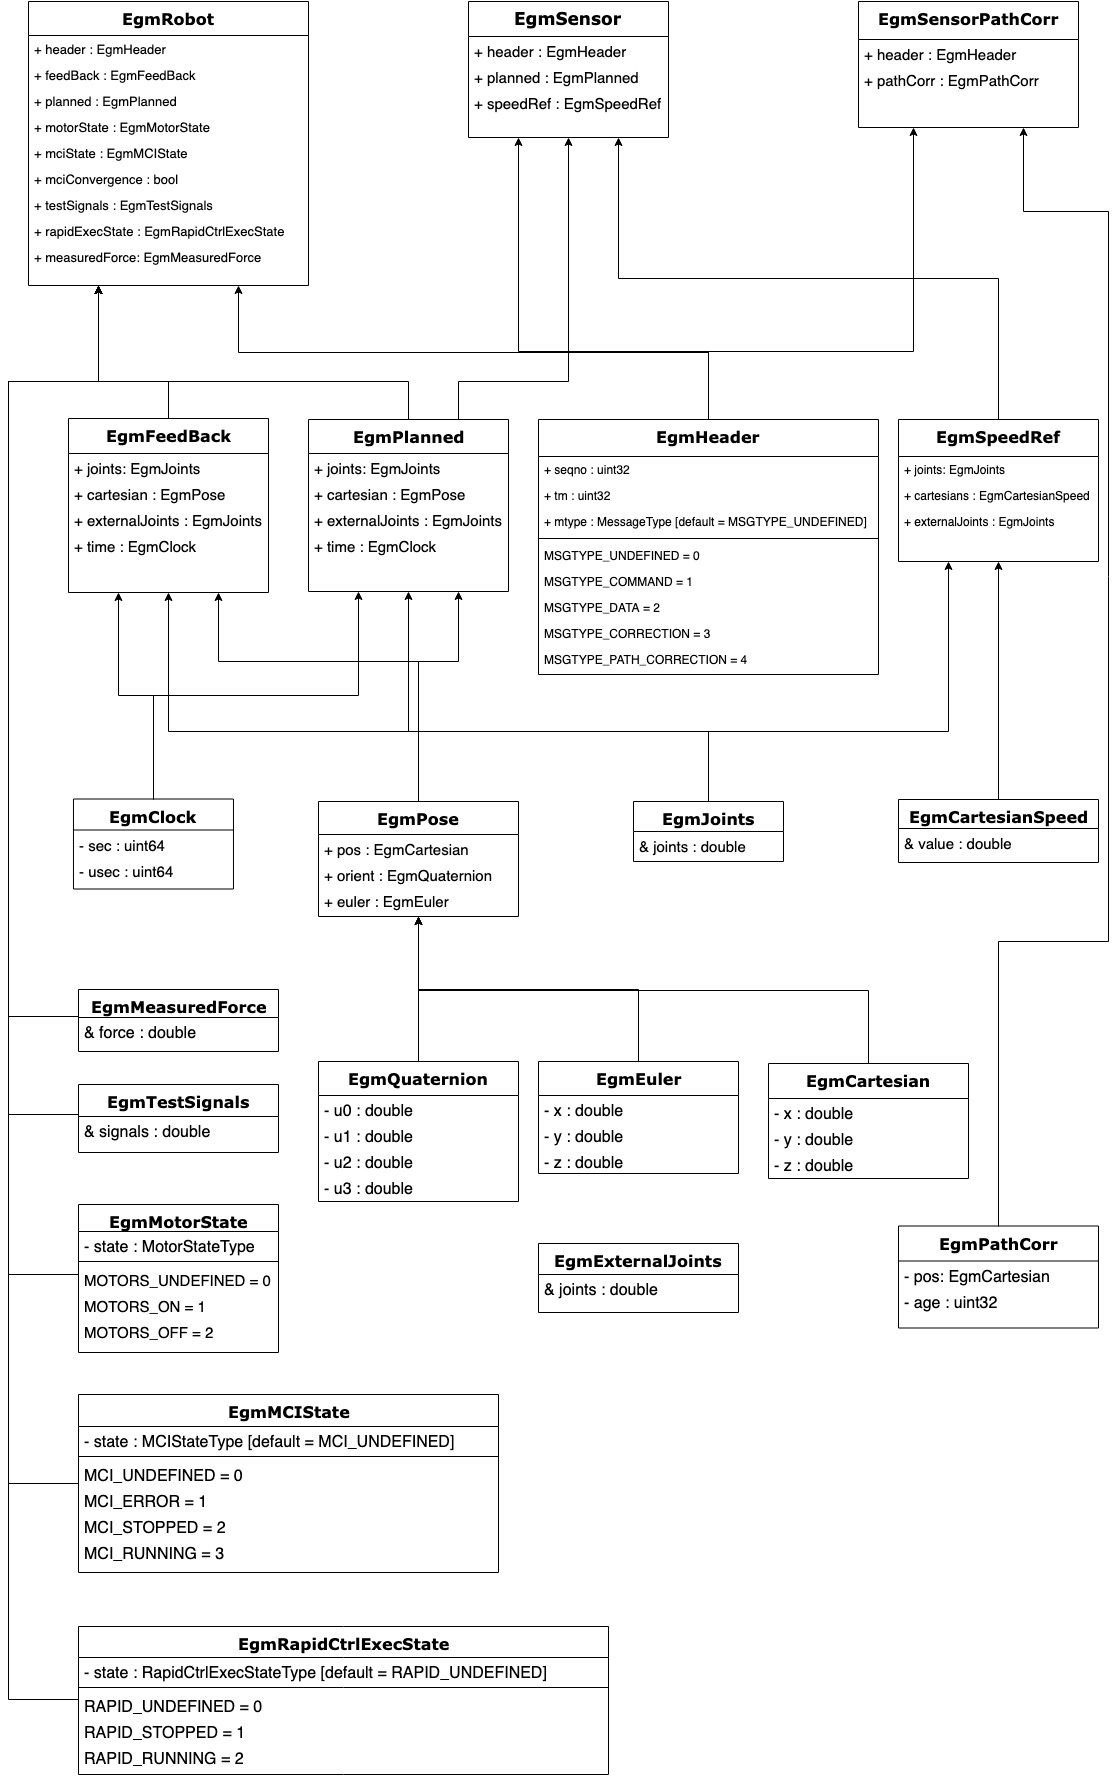 EgmRobot
+ header : EgmHeader
+ feedBack : EgmFeedBack
+ planned : EgmPlanned
+ motorState : EgmMotorState
+ mciState : EgmMCIState
+ mciConvergence : bool
+ testSignals : EgmTestSignals
+ rapidExecState : EgmRapidCtrlExecState
+ measuredForce: EgmMeasuredForce
EgmSensor
+ header : EgmHeader
+ planned : EgmPlanned
+ speedRef : EgmSpeedRef
EgmSensorPathCorr
+ header : EgmHeader
+ pathCorr : EgmPathCorr
EgmFeedBack
+ joints: EgmJoints
+ cartesian : EgmPose
+ externalJoints : EgmJoints
+ time : EgmClock
EgmPlanned
+ joints: EgmJoints
+ cartesian : EgmPose
+ externalJoints : EgmJoints
+ time : EgmClock
EgmHeader
+ seqno : uint32
+ tm : uint32
+ mtype : MessageType [default = MSGTYPE_UNDEFINED]
MSGTYPE_UNDEFINED = 0
MSGTYPE_COMMAND = 1
MSGTYPE_DATA = 2
MSGTYPE_CORRECTION = 3
MSGTYPE_PATH_CORRECTION = 4
EgmSpeedRef
+ joints: EgmJoints
+ cartesians : EgmCartesianSpeed
+ externalJoints : EgmJoints
EgmClock
- sec : uint64
- usec : uint64
EgmPose
+ pos : EgmCartesian
+ orient : EgmQuaternion
+ euler : EgmEuler
EgmJoints
& joints : double
EgmCartesianSpeed
& value : double
EgmMeasuredForce
& force : double
EgmTestSignals
& signals : double
EgmQuaternion
- u0 : double
- u1 : double
- u2 : double
- u3 : double
EgmEuler
- x : double
- y : double
- z : double
EgmCartesian
- x : double
- y : double
- z : double
EgmMotorState
- state : MotorStateType
MOTORS_UNDEFINED = 0
MOTORS_ON = 1
MOTORS_OFF = 2
EgmExternalJoints
& joints : double
EgmPathCorr
- pos: EgmCartesian
- age : uint32
EgmMCIState
- state : MCIStateType [default = MCI_UNDEFINED]
MCI_UNDEFINED = 0
MCI_ERROR = 1
MCI_STOPPED = 2
MCI_RUNNING = 3
EgmRapidCtrlExecState
- state : RapidCtrlExecStateType [default = RAPID_UNDEFINED]
RAPID_UNDEFINED = 0
RAPID_STOPPED = 1
RAPID_RUNNING = 2